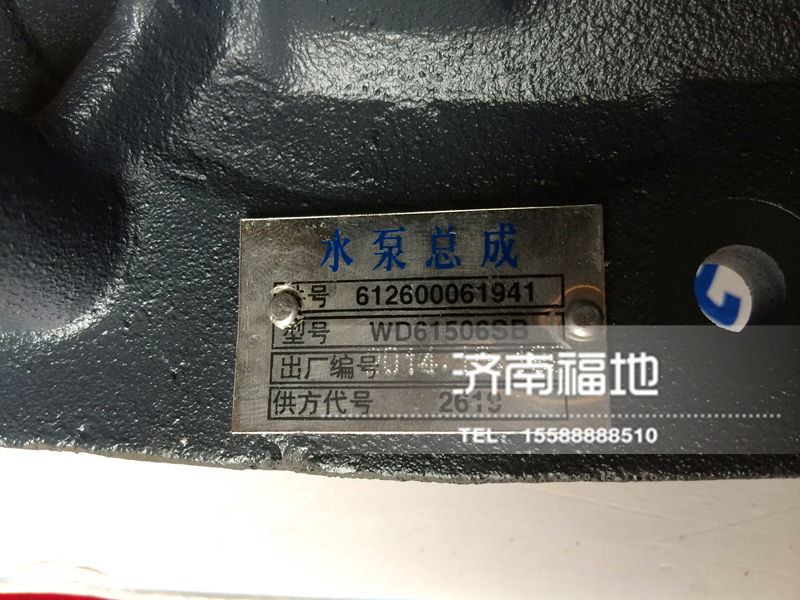 水泵总成
号 612600061941
型号 WD61506SB
出厂编号
供方代号 2619
济南福地
TEL: 15588888510